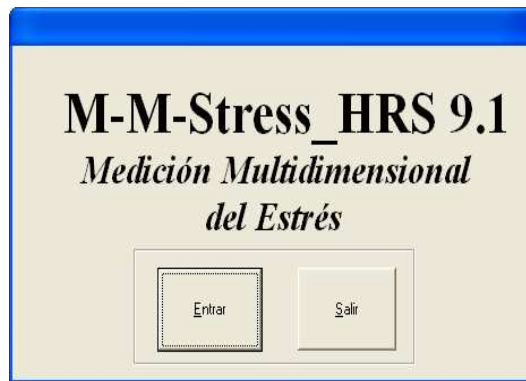 M-M-Stress_HRS 9.1
Medición Multidimensional
del Estrés
Entrar
Salir